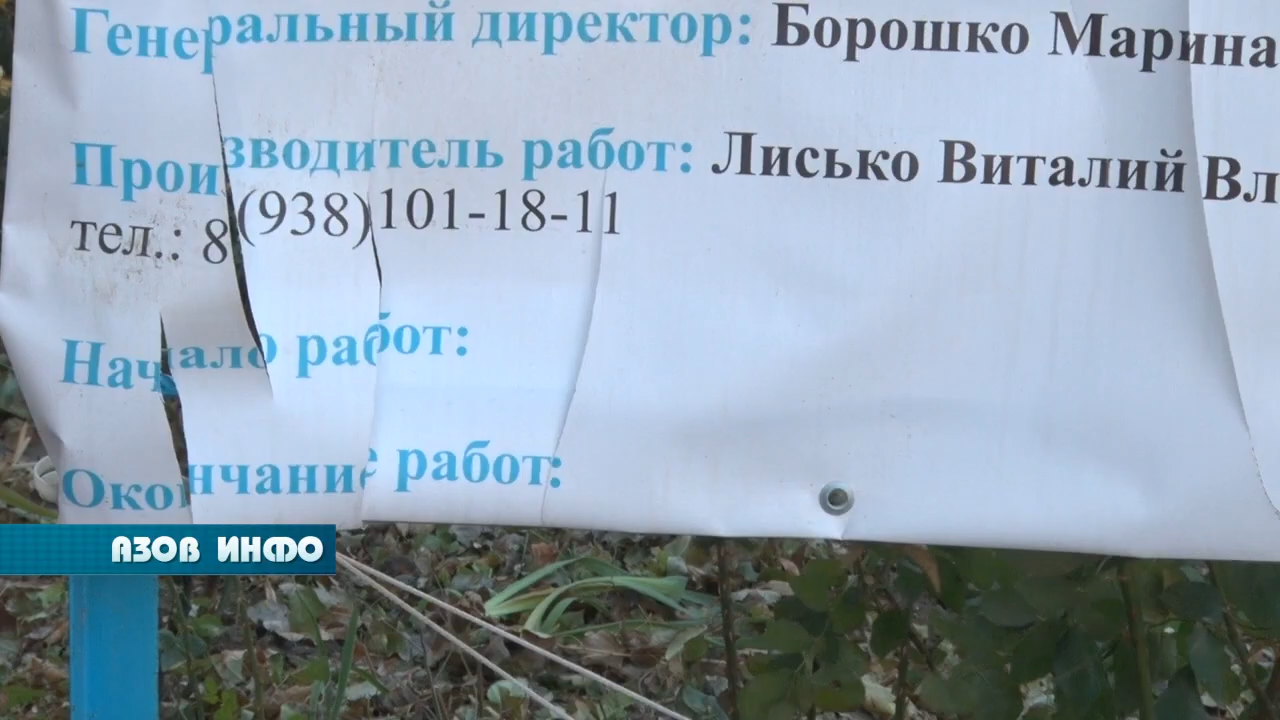 Генеральный директор: Борошко Марина
Производитель работ: Лисько Виталий Вл
тел.: 8(938)101-18-11
Начало работ:
Окончание работ:
АЗОВ ИНФО